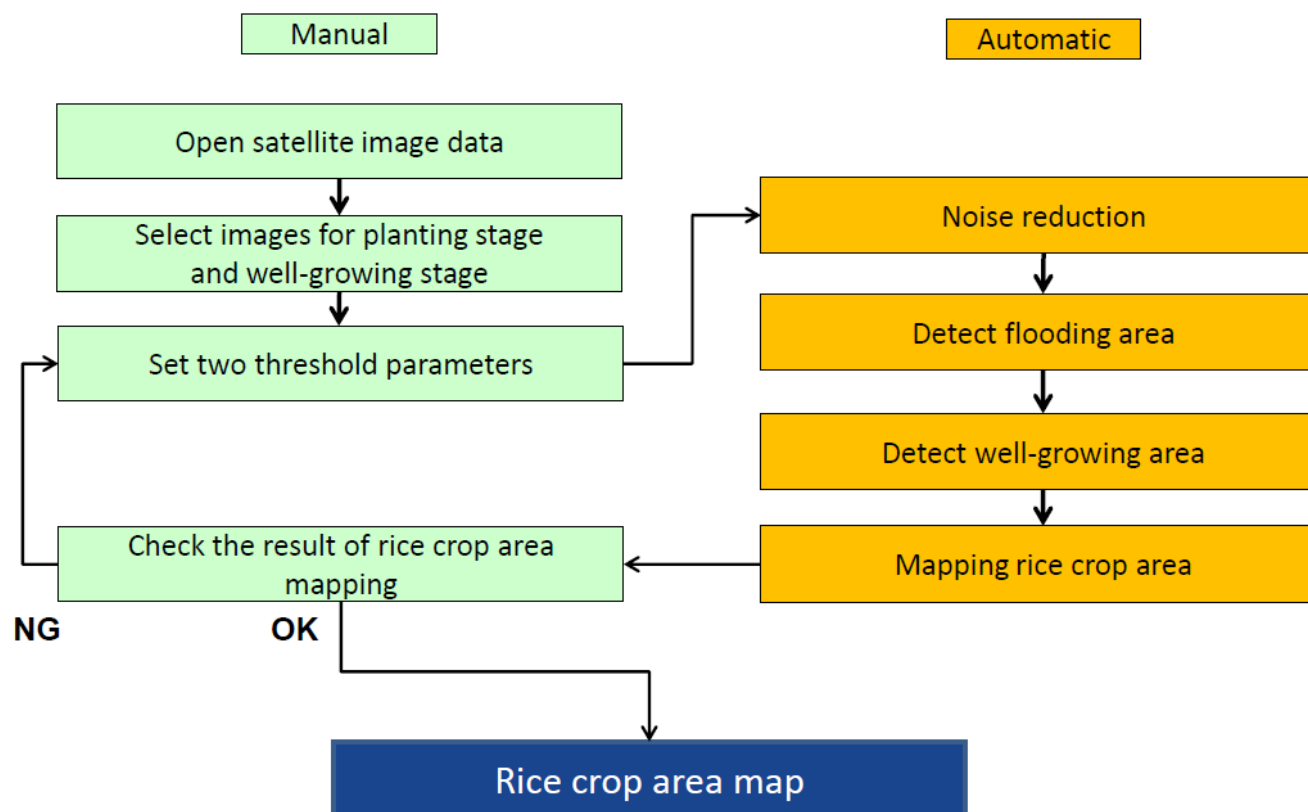 Manual
Automatic
Open satellite image data
Select images for planting stage
and well-growing stage
Set two threshold parameters
Noise reduction
Detect flooding area
Detect well-growing area
Mapping rice crop area
Check the result of rice crop area
mapping
NG
OK
Rice crop area map